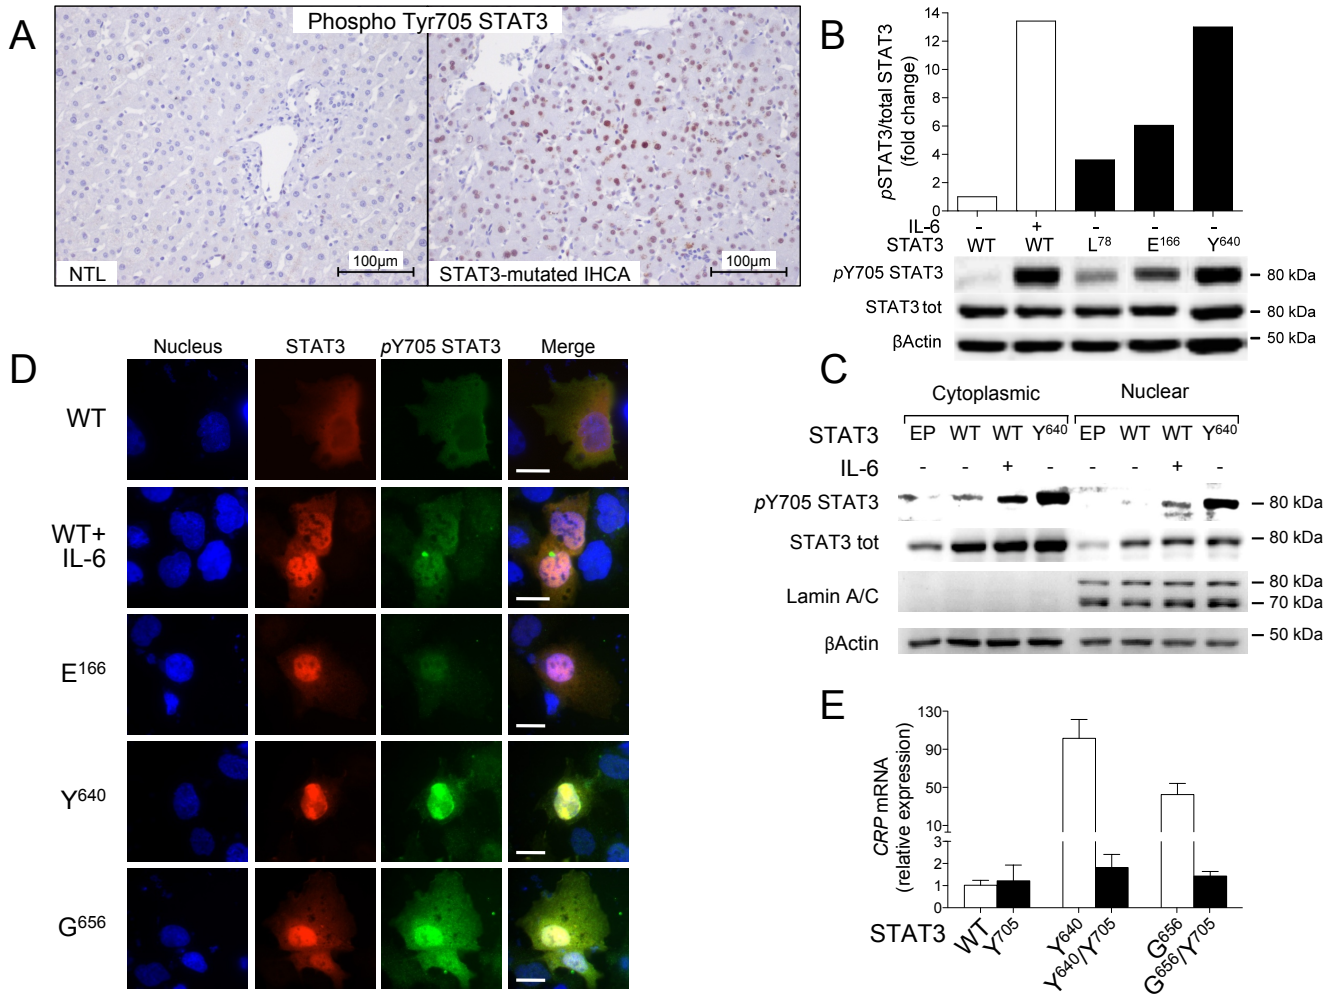 A
Phospho Tyr705 STAT3
NTL
100µm
STAT3-mutated IHCA
100µm
B
pSTAT3/total STAT3
(fold change)
14
12
10
8
6
4
2
0
IL-6 - + - - -
STAT3 WT WT L⁷⁸ E¹⁶⁶ Y⁶⁴⁰
pY705 STAT3 80 kDa
STAT3 tot 80 kDa
βActin 50 kDa
C
Cytoplasmic Nuclear
STAT3 EP WT WT Y⁶⁴⁰ EP WT WT Y⁶⁴⁰
IL-6 - - + - - - + -
pY705 STAT3 80 kDa
STAT3 tot 80 kDa
Lamin A/C 80 kDa
70 kDa
βActin 50 kDa
D
Nucleus STAT3 pY705 STAT3 Merge
WT
WT+
IL-6
E¹⁶⁶
Y⁶⁴⁰
G⁶⁵⁶
E
CRP mRNA
(relative expression)
130
90
50
10
3
2
1
0
STAT3 WT Y⁷⁰⁵ Y⁶⁴⁰ Y⁶⁴⁰/Y⁷⁰⁵ G⁶⁵⁶ G⁶⁵⁶/Y⁷⁰⁵